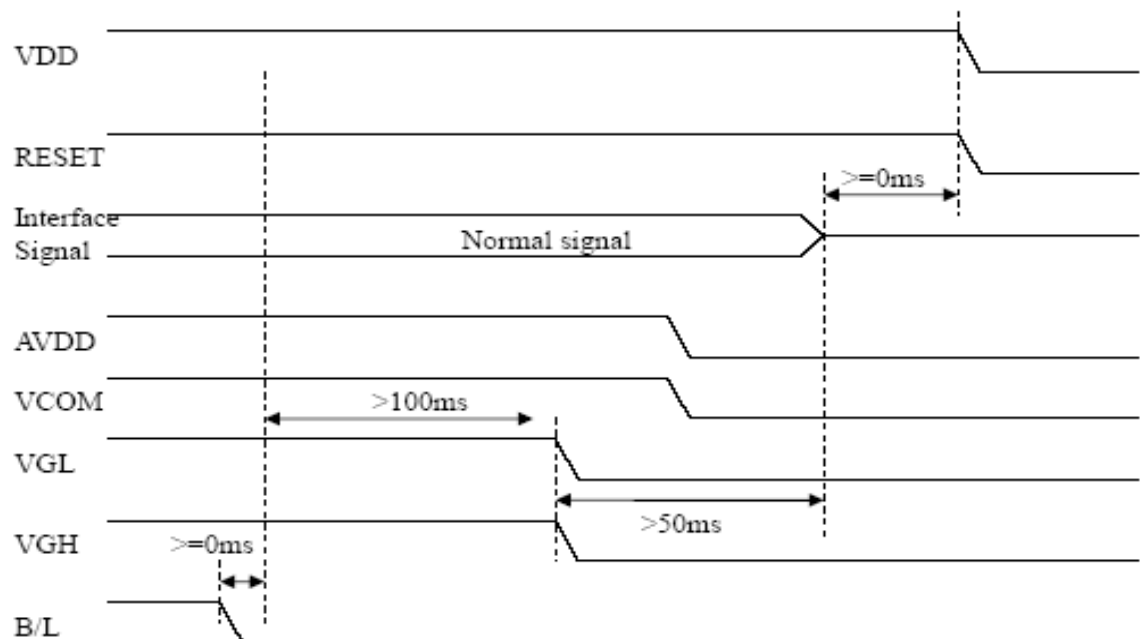 VDD
RESET
>=0ms
Interface
Signal
Normal signal
AVDD
VCOM
>100ms
VGL
>50ms
VGH
>=0ms
B/L